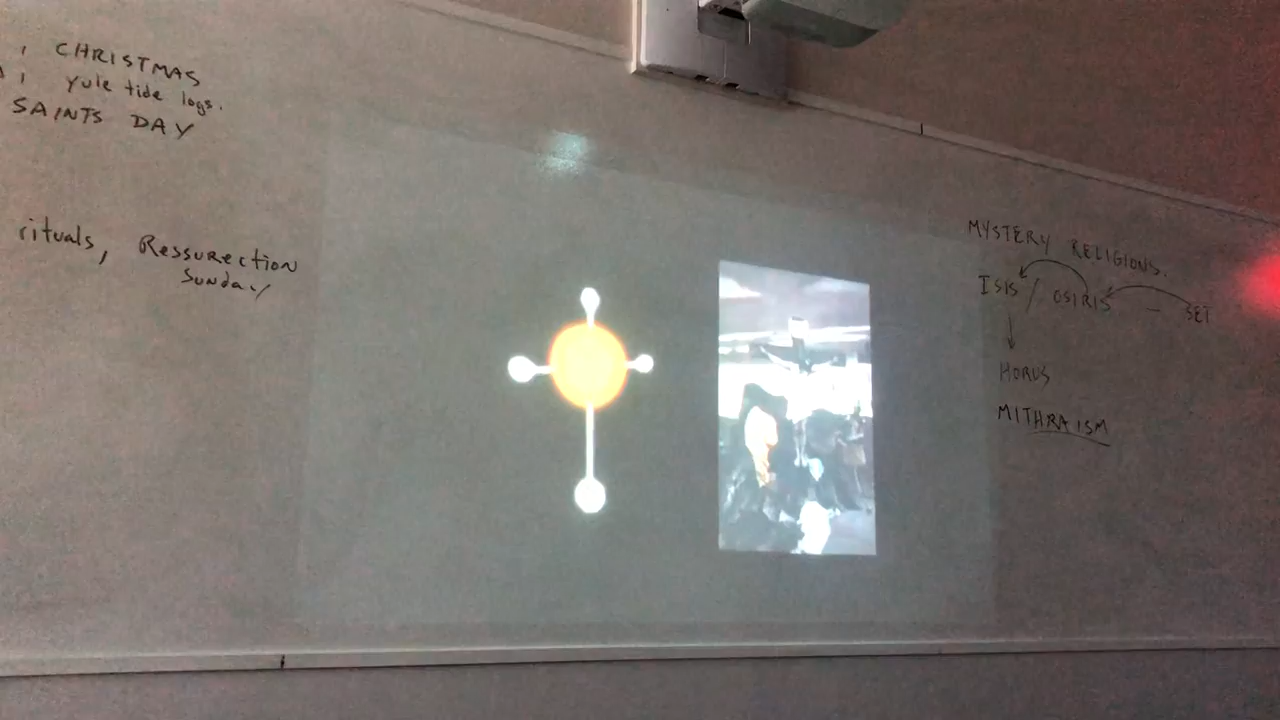 CHRISTMAS
yule tide logs.
SAINTS DAY
rituals, Ressurection
Sunday
MYSTERY RELIGIONS.
ISIS / OSIRIS - SET
HORUS
MITHRAISM